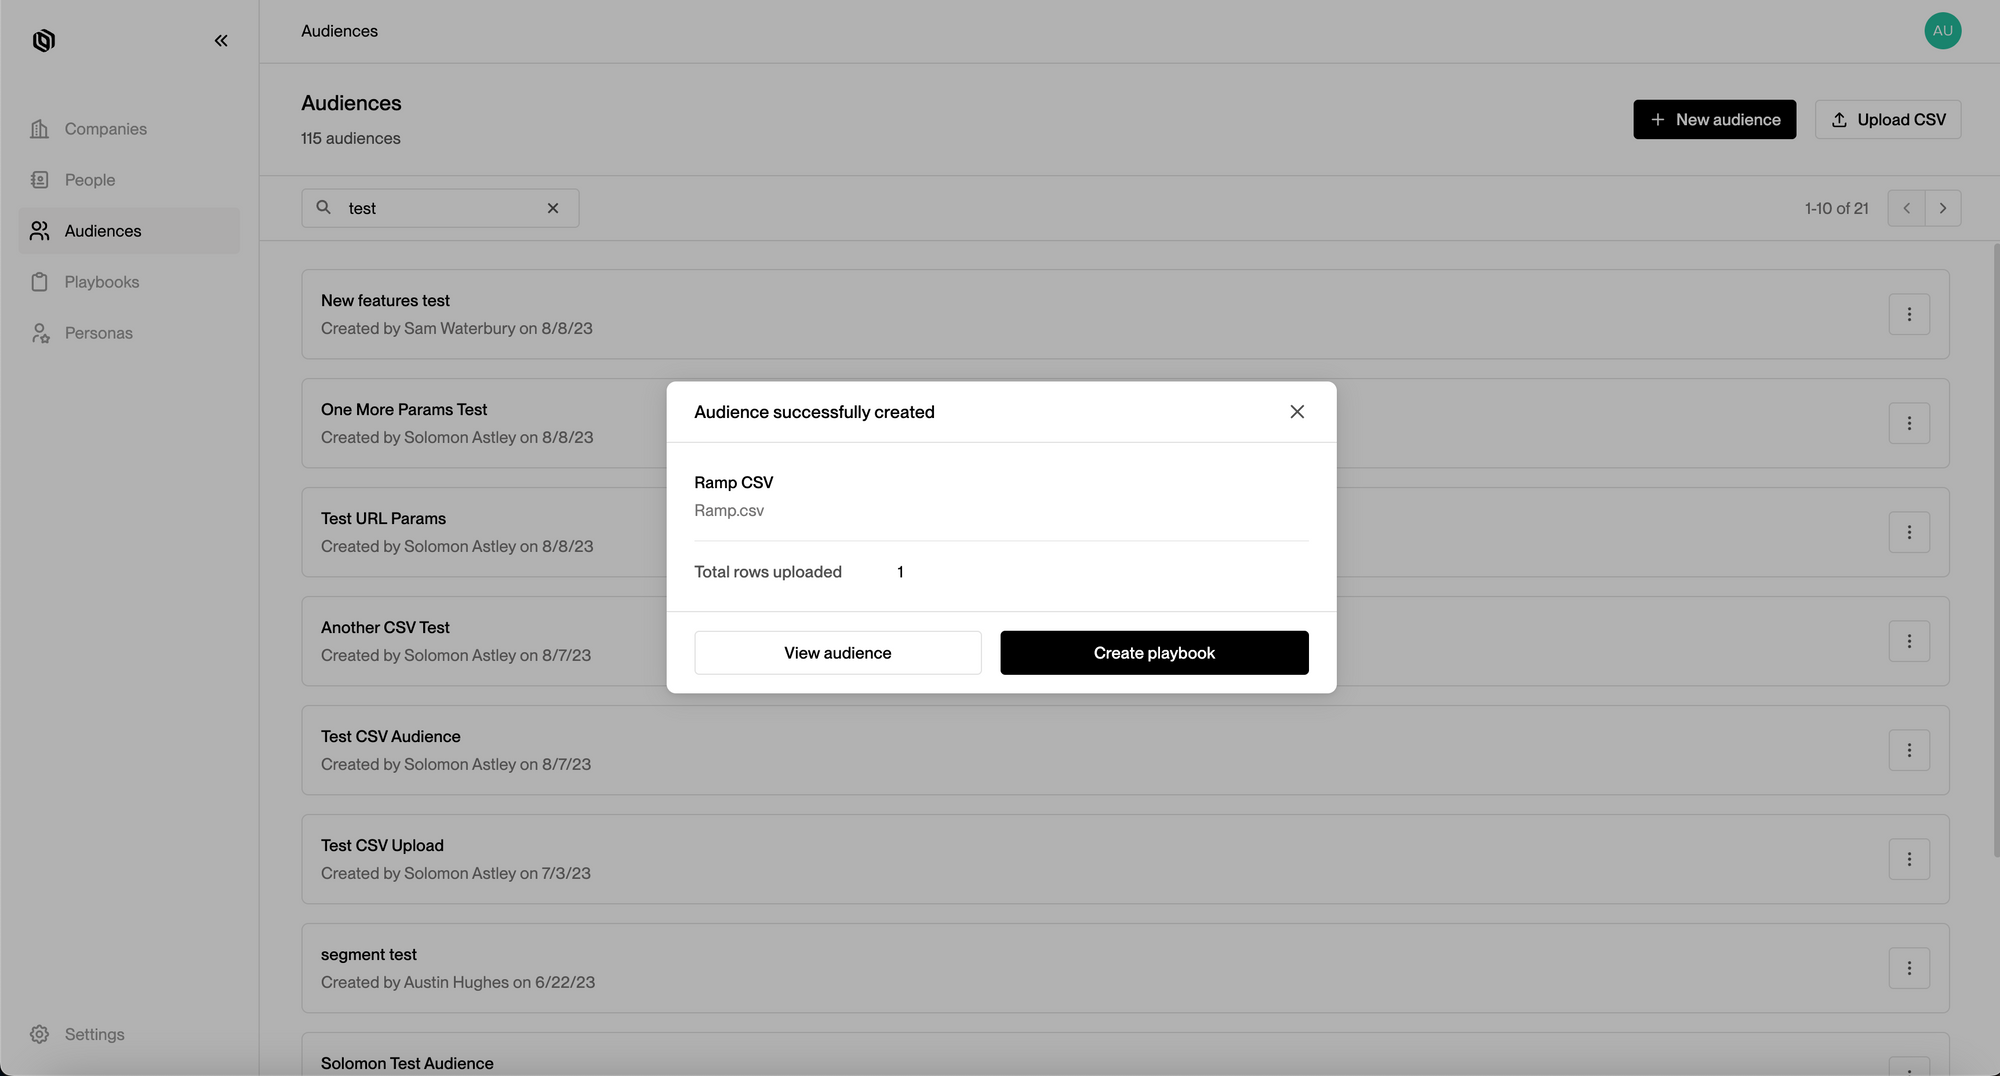 Audiences
AU
Companies
People
Audiences
Playbooks
Personas
Settings
Audiences
115 audiences
New audience
Upload CSV
test
1-10 of 21
New features test
Created by Sam Waterbury on 8/8/23
One More Params Test
Created by Solomon Astley on 8/8/23
Test URL Params
Created by Solomon Astley on 8/8/23
Another CSV Test
Created by Solomon Astley on 8/7/23
Test CSV Audience
Created by Solomon Astley on 8/7/23
Test CSV Upload
Created by Solomon Astley on 7/3/23
segment test
Created by Austin Hughes on 6/22/23
Solomon Test Audience
Audience successfully created
Ramp CSV
Ramp.csv
Total rows uploaded 1
View audience
Create playbook